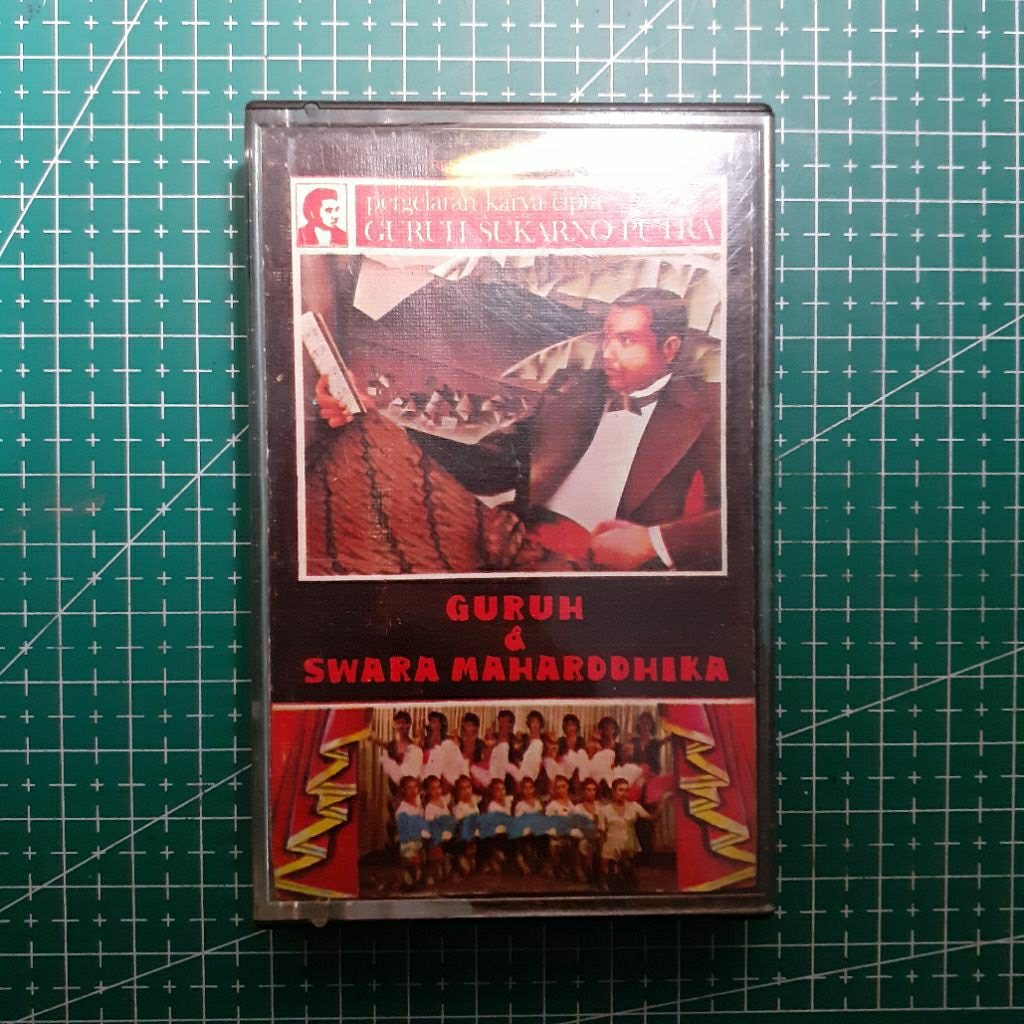 pergelaran karya cipta
GURUH SUKARNO PUTRA
GURUH
&
SWARA MAHARDDHIKA